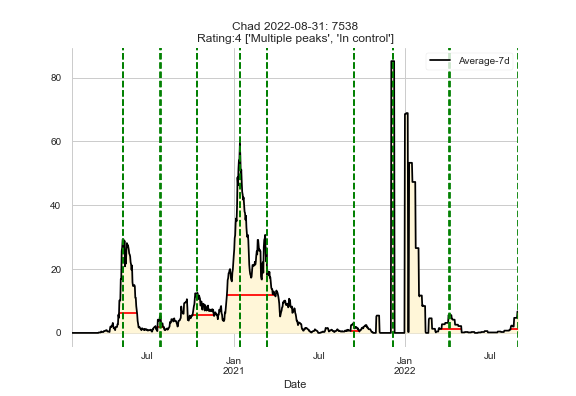 Chad 2022-08-31: 7538
Rating:4 ['Multiple peaks', 'In control']
Average-7d
80
60
40
20
0
Jul
Jan
2021
Jul
Jan
2022
Jul
Date